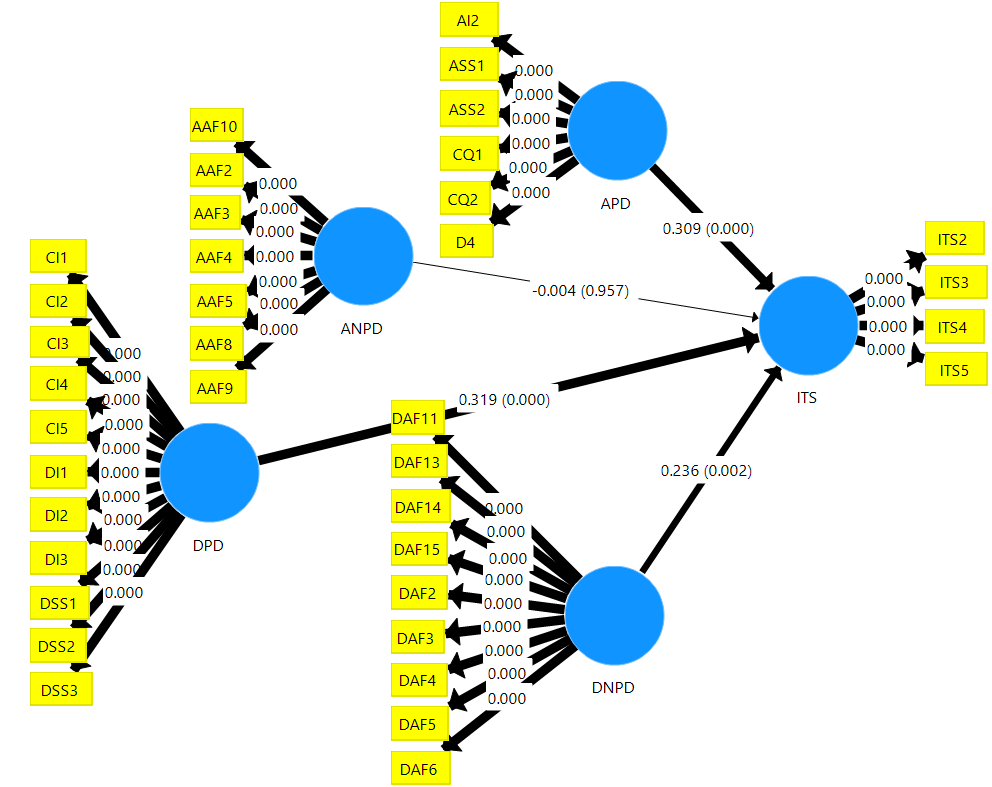 AI2
ASS1
ASS2
CQ1
CQ2
D4
0.000
0.000
0.000
0.000
0.000
0.000
APD
0.309 (0.000)
AAF10
AAF2
AAF3
AAF4
AAF5
AAF8
AAF9
0.000
0.000
0.000
0.000
0.000
0.000
0.000
ANPD
-0.004 (0.957)
ITS2
ITS3
ITS4
ITS5
0.000
0.000
0.000
0.000
ITS
CI1
CI2
CI3
CI4
CI5
DI1
DI2
DI3
DSS1
DSS2
DSS3
0.000
0.000
0.000
0.000
0.000
0.000
0.000
0.000
0.000
0.000
0.000
DPD
0.319 (0.000)
DAF11
DAF13
DAF14
DAF15
DAF2
DAF3
DAF4
DAF5
DAF6
0.000
0.000
0.000
0.000
0.000
0.000
0.000
0.000
0.000
DNPD
0.236 (0.002)